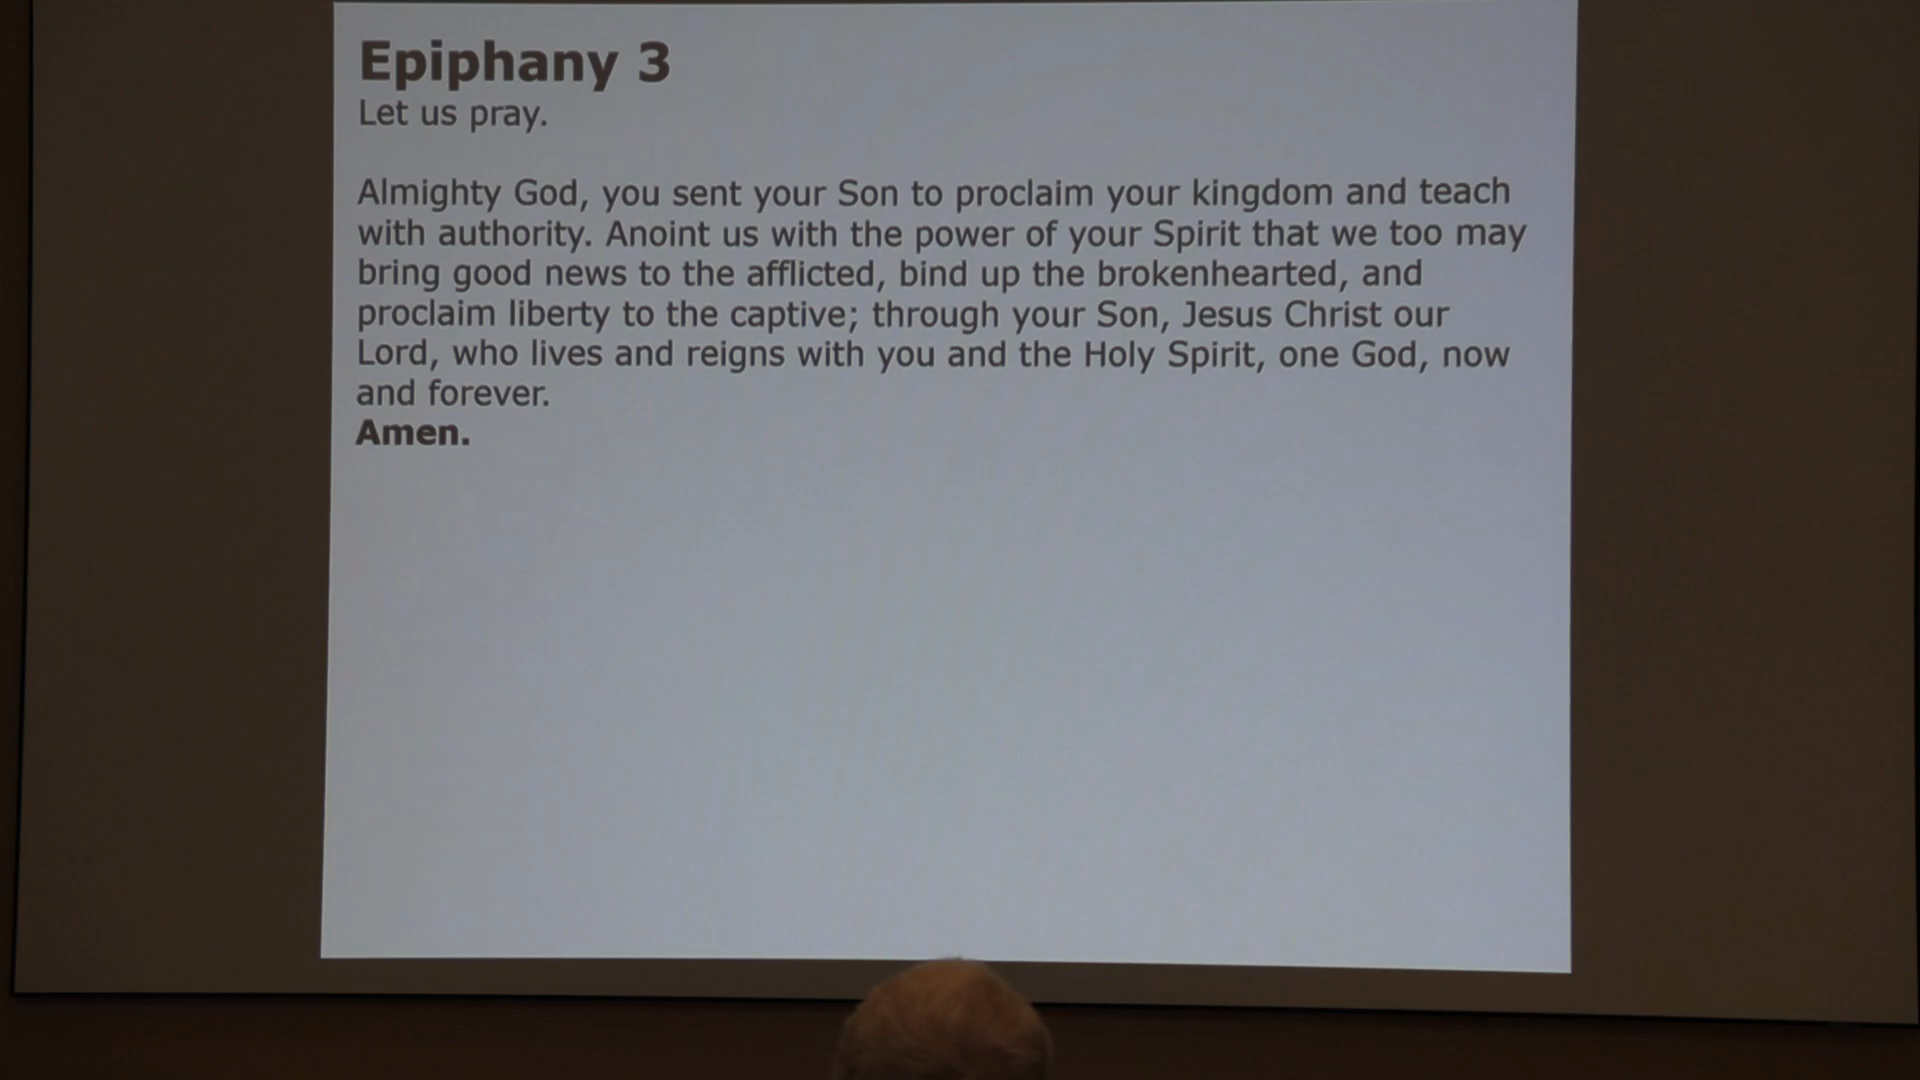 Epiphany 3
Let us pray.
Almighty God, you sent your Son to proclaim your kingdom and teach
with authority. Anoint us with the power of your Spirit that we too may
bring good news to the afflicted, bind up the brokenhearted, and
proclaim liberty to the captive; through your Son, Jesus Christ our
Lord, who lives and reigns with you and the Holy Spirit, one God, now
and forever.
Amen.